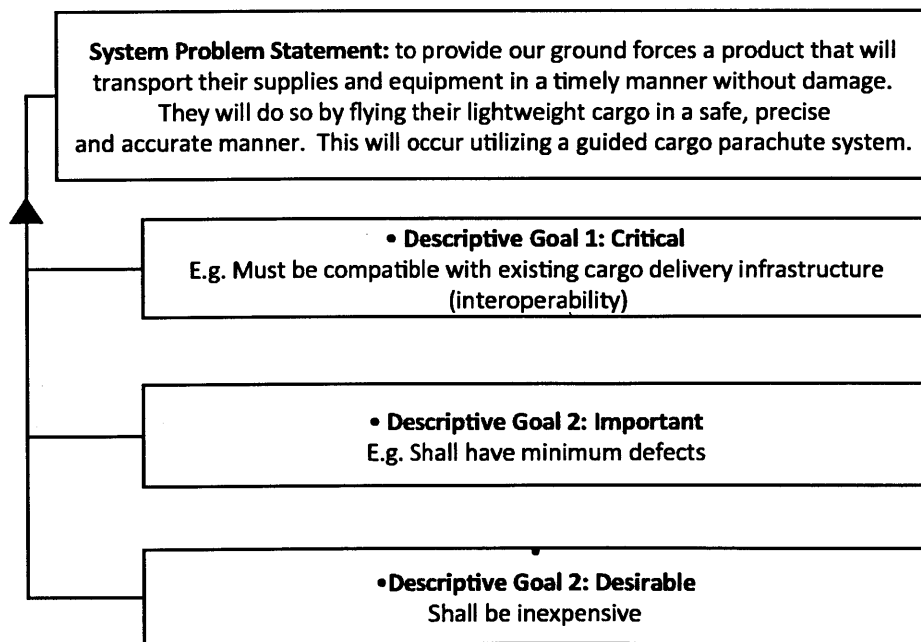 System Problem Statement: to provide our ground forces a product that will
transport their supplies and equipment in a timely manner without damage.
They will do so by flying their lightweight cargo in a safe, precise
and accurate manner. This will occur utilizing a guided cargo parachute system.
• Descriptive Goal 1: Critical
E.g. Must be compatible with existing cargo delivery infrastructure
(interoperability)
• Descriptive Goal 2: Important
E.g. Shall have minimum defects
•Descriptive Goal 2: Desirable
Shall be inexpensive